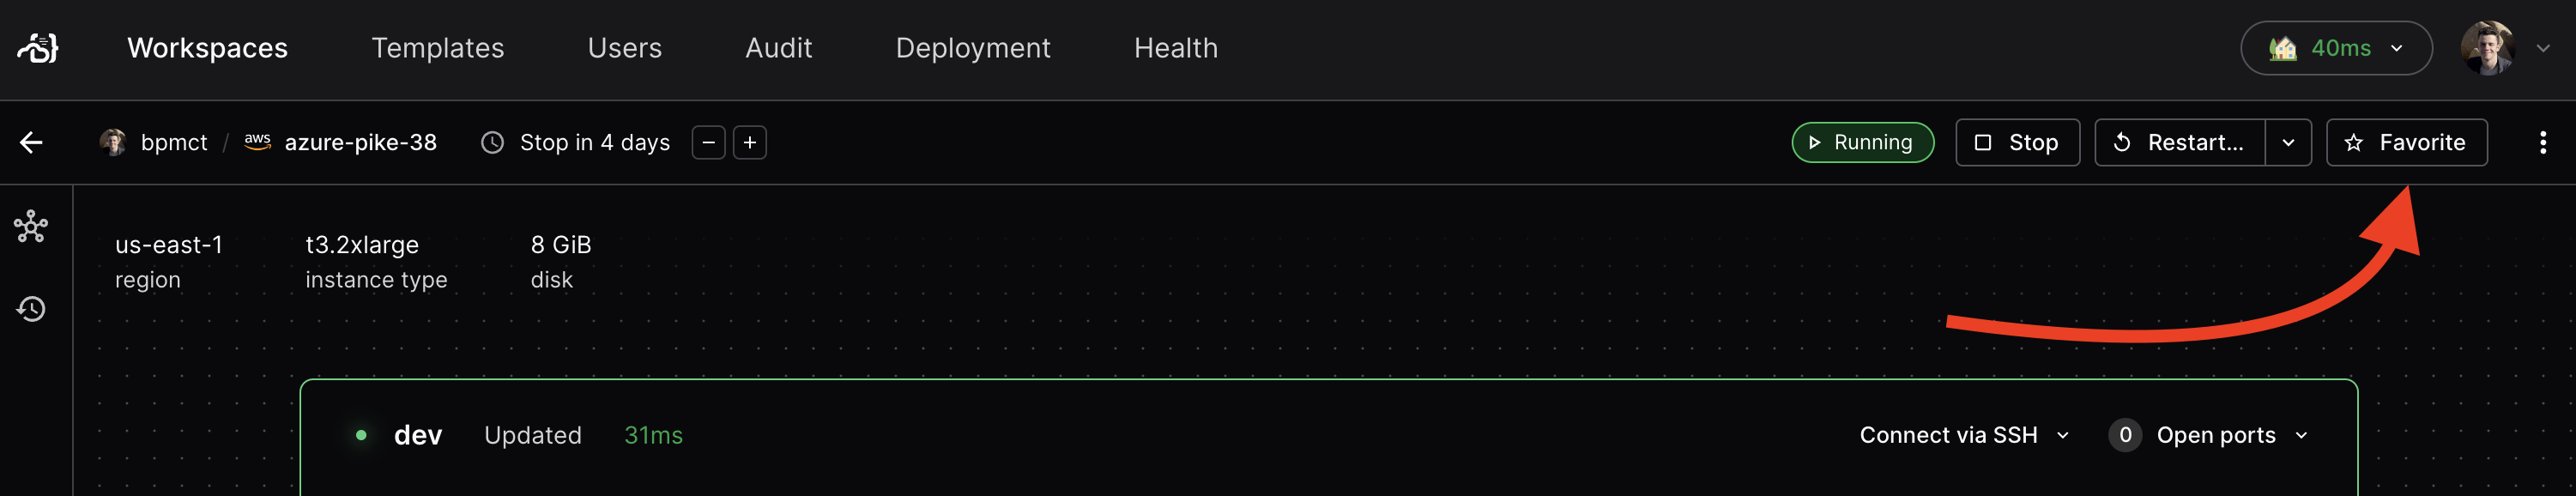 Workspaces Templates Users Audit Deployment Health 40ms
bpmct / aws azure-pike-38 Stop in 4 days − + Running Stop Restart... Favorite
us-east-1 t3.2xlarge 8 GiB
region instance type disk
dev Updated 31ms Connect via SSH 0 Open ports